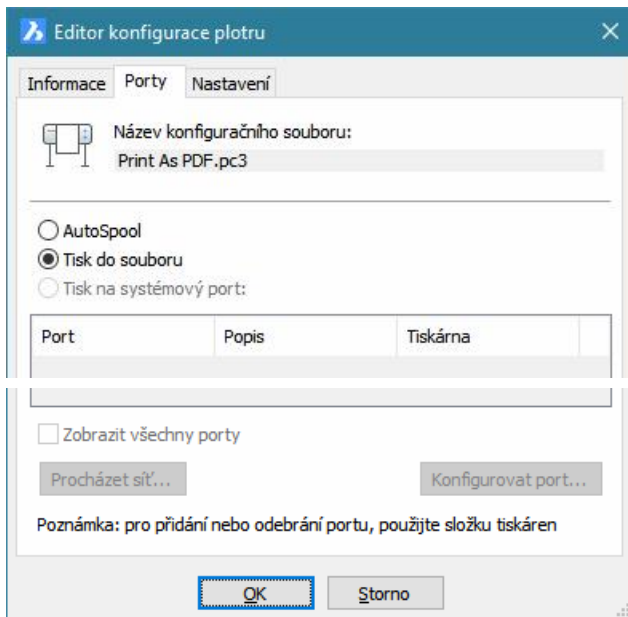 Editor konfigurace plotru
Informace Porty Nastavení
Název konfiguračního souboru:
Print As PDF.pc3
AutoSpool
Tisk do souboru
Tisk na systémový port:
Port Popis Tiskárna
Zobrazit všechny porty
Procházet síť... Konfigurovat port...
Poznámka: pro přidání nebo odebrání portu, použijte složku tiskáren
OK Storno